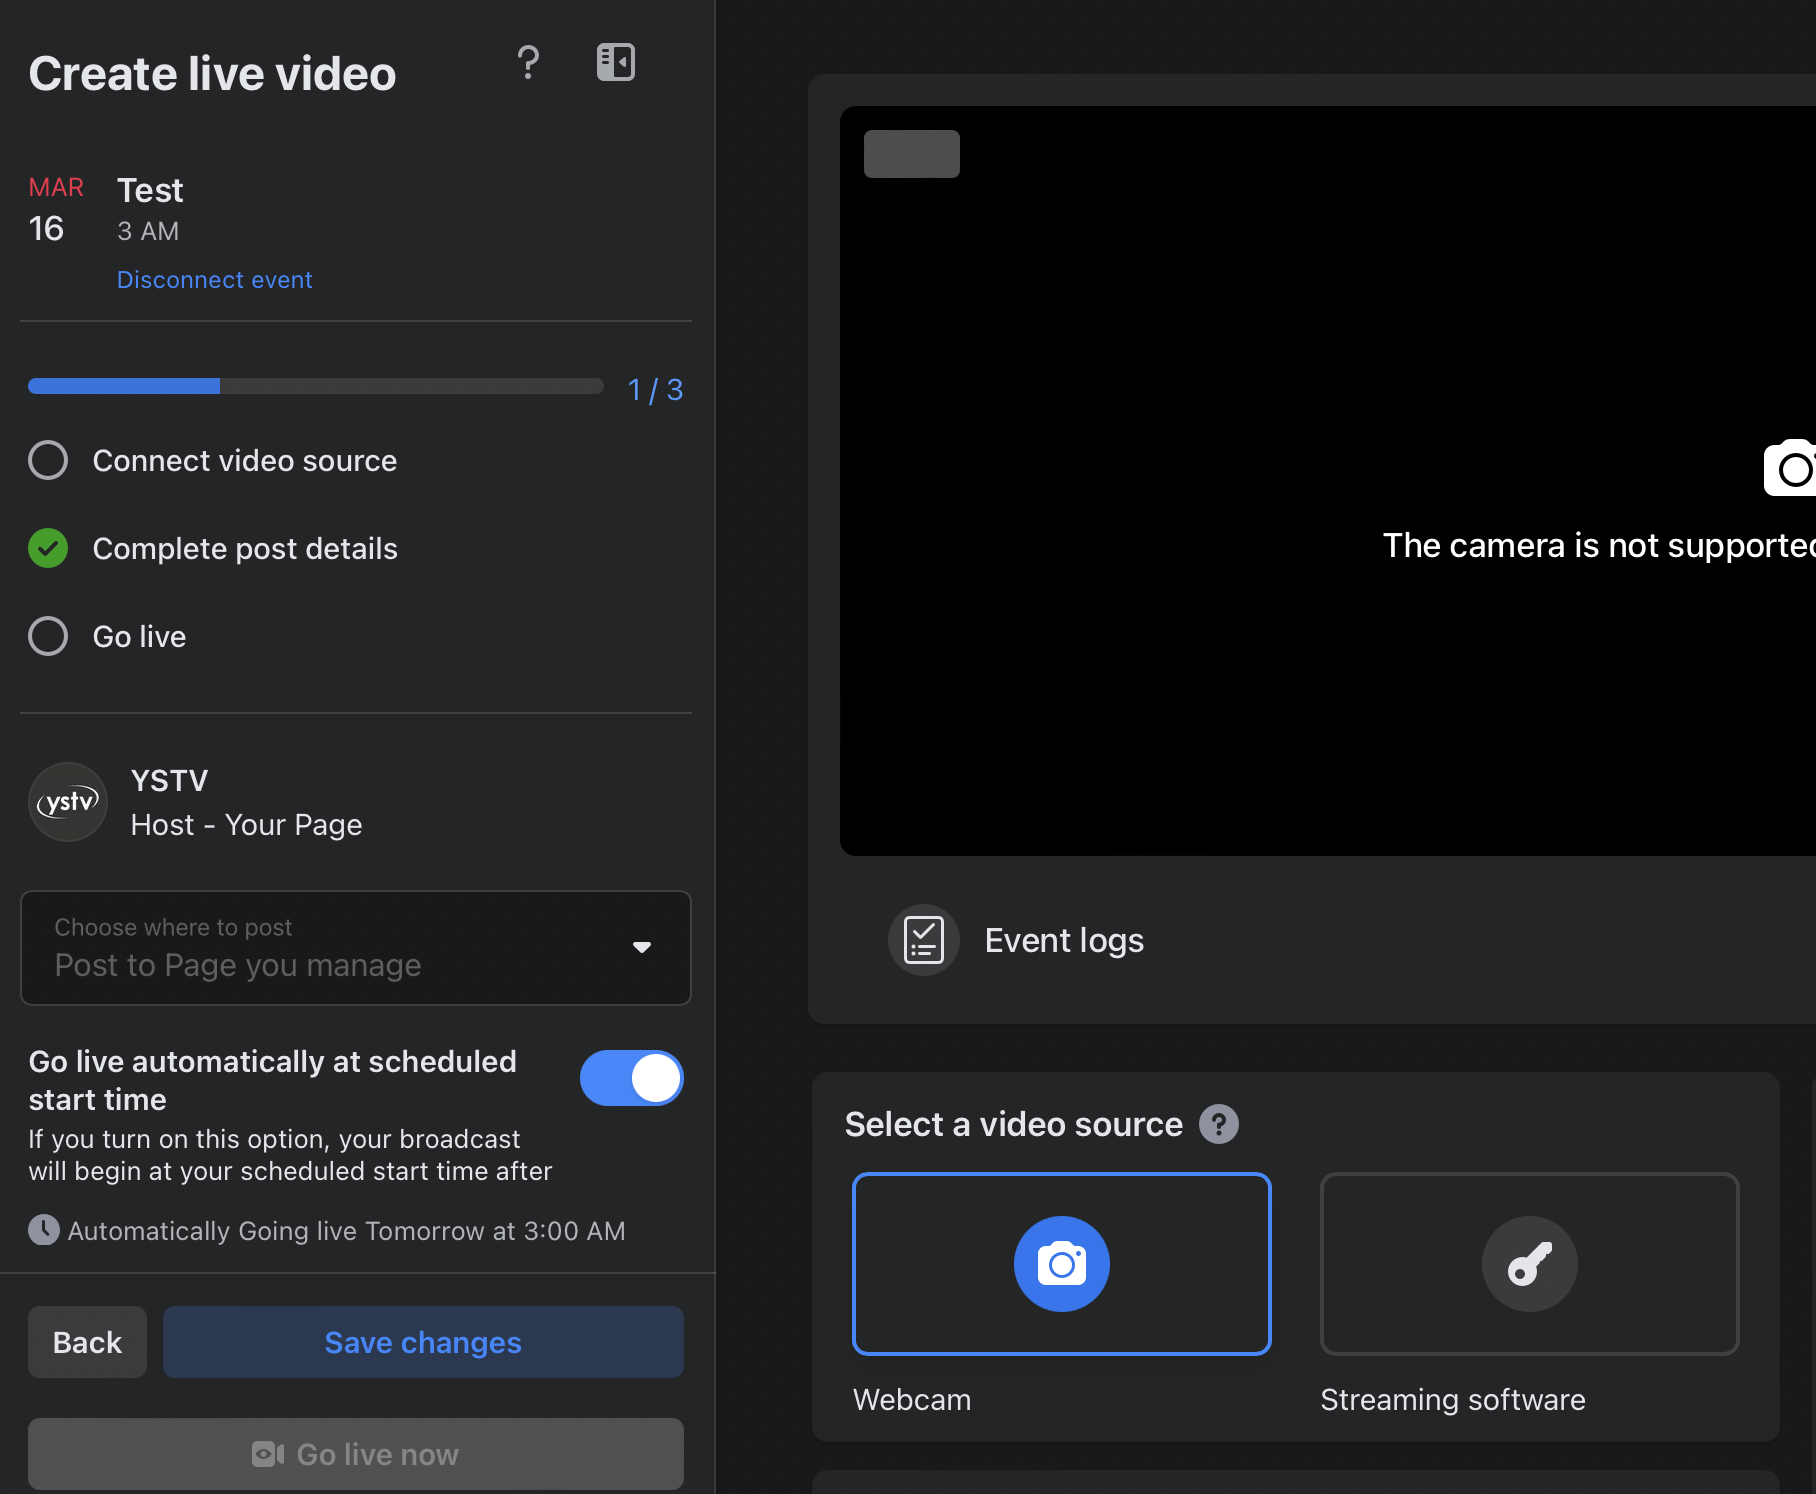 Create live video
MAR
16
Test
3 AM
Disconnect event
1 / 3
Connect video source
Complete post details
Go live
ystv
YSTV
Host - Your Page
Choose where to post
Post to Page you manage
Go live automatically at scheduled
start time
If you turn on this option, your broadcast
will begin at your scheduled start time after
Automatically Going live Tomorrow at 3:00 AM
Back
Save changes
Go live now
The camera is not supported
Event logs
Select a video source
Webcam
Streaming software